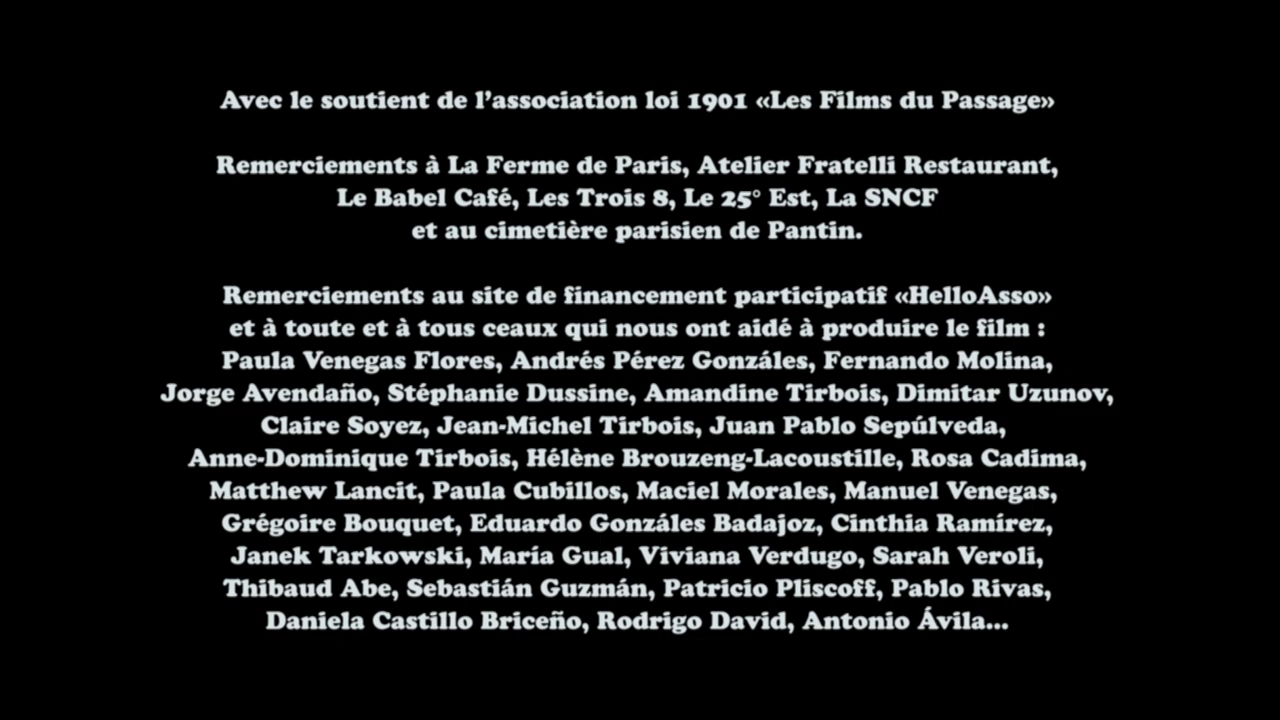 Avec le soutient de l'association loi 1901 «Les Films du Passage»
Remerciements à La Ferme de Paris, Atelier Fratelli Restaurant,
Le Babel Café, Les Trois 8, Le 25° Est, La SNCF
et au cimetière parisien de Pantin.
Remerciements au site de financement participatif «HelloAsso»
et à toute et à tous ceaux qui nous ont aidé à produire le film :
Paula Venegas Flores, Andrés Pérez Gonzáles, Fernando Molina,
Jorge Avendaño, Stéphanie Dussine, Amandine Tirbois, Dimitar Uzunov,
Claire Soyez, Jean-Michel Tirbois, Juan Pablo Sepúlveda,
Anne-Dominique Tirbois, Hélène Brouzeng-Lacoustille, Rosa Cadima,
Matthew Lancit, Paula Cubillos, Maciel Morales, Manuel Venegas,
Grégoire Bouquet, Eduardo Gonzáles Badajoz, Cinthia Ramírez,
Janek Tarkowski, María Gual, Viviana Verdugo, Sarah Veroli,
Thibaud Abe, Sebastián Guzmán, Patricio Pliscoff, Pablo Rivas,
Daniela Castillo Briceño, Rodrigo David, Antonio Ávila...